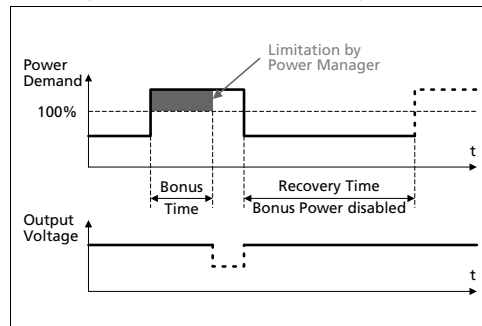 Limitation by
Power Manager
Power
Demand
100%
t
Bonus
Time
Recovery Time
Bonus Power disabled
Output
Voltage
t